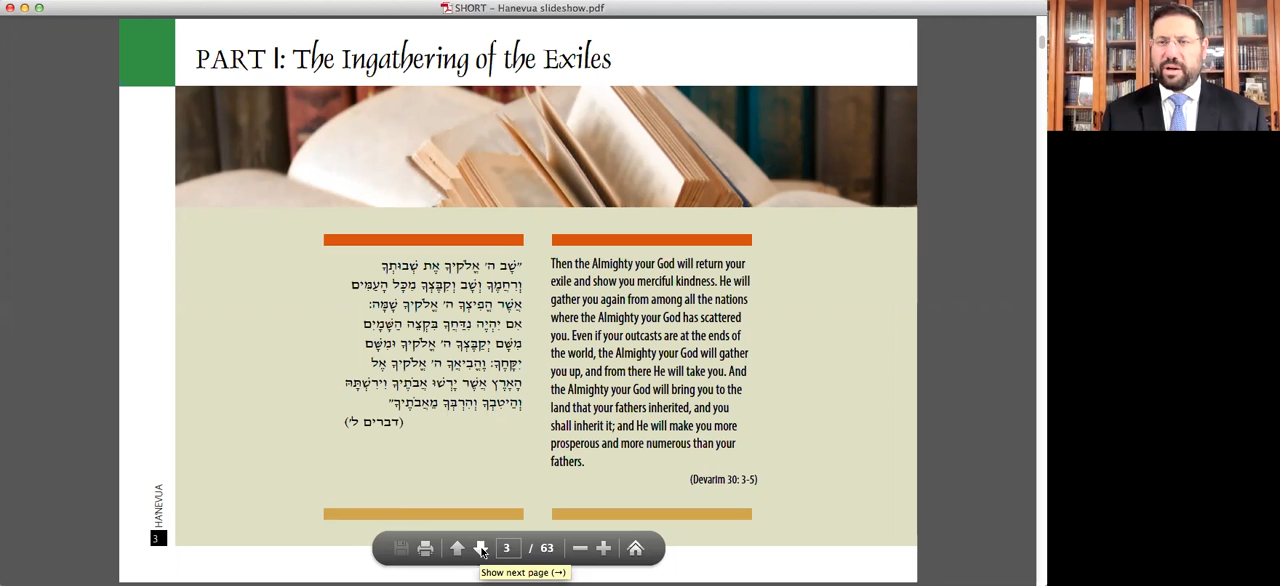 SHORT - Hanevua slideshow.pdf
PART I: The Ingathering of the Exiles
"שָׁב ה' אֱלֹקיךָ אֶת שְׁבוּתְךָ
וְרִחֲמֶךָ וְשָׁב וְקִבֶּצְךָ מִכָּל הָעַמִּים
אֲשֶׁר הֱפִיצְךָ ה' אלקיךָ שָׁמָּה:
אִם יִהְיֶה נִדַּחֲךָ בִּקְצֵה הַשָּׁמָיִם
מִשָּׁם יְקַבֶּצְךָ ה' אֱלֹקיךָ וּמִשָּׁם
יִקָּחֶךָ: וֶהֱבִיאֲךָ ה' אלקיךָ אֶל
הָאָרֶץ אֲשֶׁר יָרְשׁוּ אֲבֹתֶיךָ וִירִשְׁתָּהּ
וְהֵיטִבְךָ וְהִרְבְּךָ מֵאֲבֹתֶיךָ"
(דברים ל')
Then the Almighty your God will return your
exile and show you merciful kindness. He will
gather you again from among all the nations
where the Almighty your God has scattered
you. Even if your outcasts are at the ends of
the world, the Almighty your God will gather
you up, and from there He will take you. And
the Almighty your God will bring you to the
land that your fathers inherited, and you
shall inherit it; and He will make you more
prosperous and more numerous than your
fathers.
(Devarim 30: 3-5)
HANEVUA
3
3 / 63
Show next page (→)